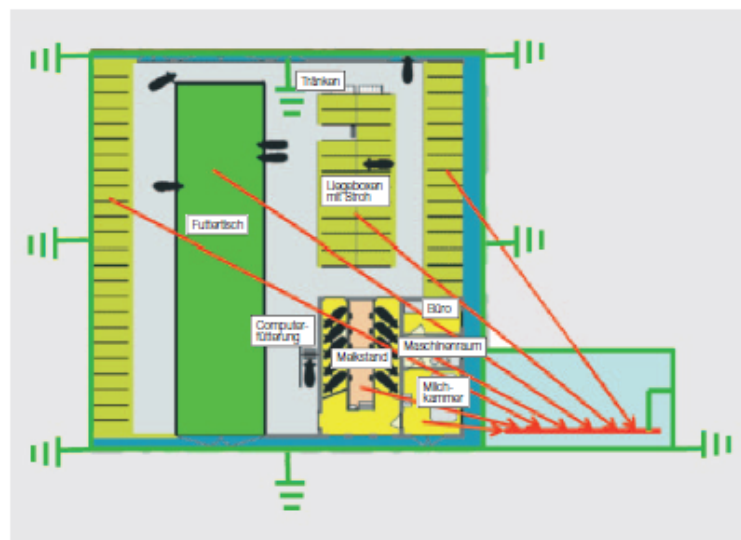 Tränken
Liegeboxen
mit Stroh
Futtertisch
Büro
Computer-
fütterung
Maschinenraum
Melkstand
Milch-
kammer